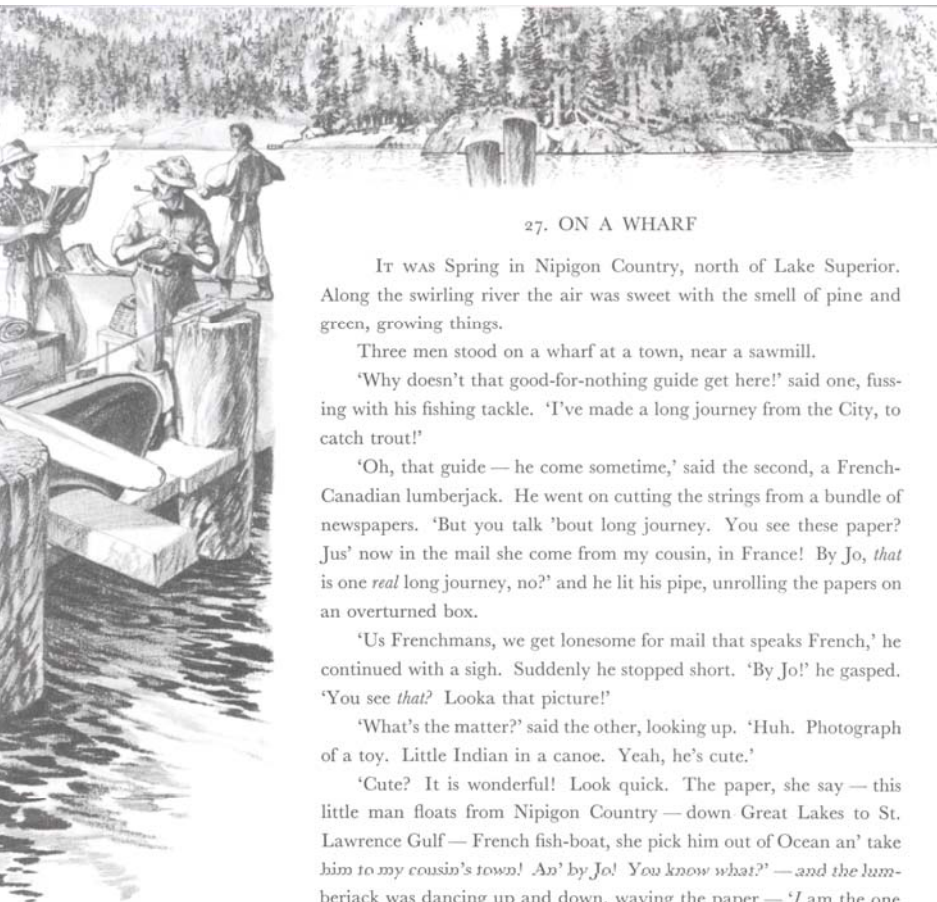 27. ON A WHARF
IT WAS Spring in Nipigon Country, north of Lake Superior.
Along the swirling river the air was sweet with the smell of pine and
green, growing things.
Three men stood on a wharf at a town, near a sawmill.
‘Why doesn’t that good-for-nothing guide get here!’ said one, fuss-
ing with his fishing tackle. ‘I’ve made a long journey from the City, to
catch trout!’
‘Oh, that guide — he come sometime,’ said the second, a French-
Canadian lumberjack. He went on cutting the strings from a bundle of
newspapers. ‘But you talk ’bout long journey. You see these paper?
Jus’ now in the mail she come from my cousin, in France! By Jo, that
is one real long journey, no?’ and he lit his pipe, unrolling the papers on
an overturned box.
‘Us Frenchmans, we get lonesome for mail that speaks French,’ he
continued with a sigh. Suddenly he stopped short. ‘By Jo!’ he gasped.
‘You see that? Looka that picture!’
‘What’s the matter?’ said the other, looking up. ‘Huh. Photograph
of a toy. Little Indian in a canoe. Yeah, he’s cute.’
‘Cute? It is wonderful! Look quick. The paper, she say — this
little man floats from Nipigon Country — down Great Lakes to St.
Lawrence Gulf — French fish-boat, she pick him out of Ocean an’ take
him to my cousin’s town! An’ by Jo! You know what?’ — and the lum-
berjack was dancing up and down, waving the paper — ‘I am the one